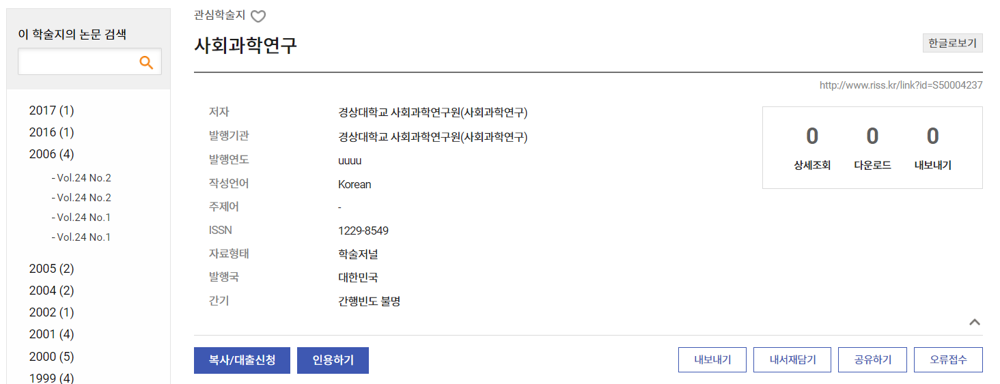 이 학술지의 논문 검색
2017 (1)
2016 (1)
2006 (4)
- Vol.24 No.2
- Vol.24 No.2
- Vol.24 No.1
- Vol.24 No.1
2005 (2)
2004 (2)
2002 (1)
2001 (4)
2000 (5)
1999 (4)
관심학술지
사회과학연구
한글로보기
http://www.riss.kr/link?id=S50004237
저자 경상대학교 사회과학연구원(사회과학연구)
발행기관 경상대학교 사회과학연구원(사회과학연구)
발행연도 uuuu
작성언어 Korean
주제어 -
ISSN 1229-8549
자료형태 학술저널
발행국 대한민국
간기 간행빈도 불명
0 0 0
상세조회 다운로드 내보내기
복사/대출신청 인용하기 내보내기 내서재담기 공유하기 오류접수